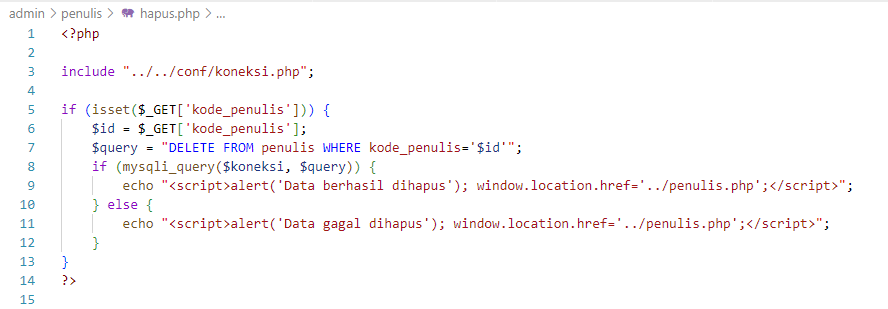 admin > penulis > hapus.php > ...
1 <?php
2
3 include "../../conf/koneksi.php";
4
5 if (isset($_GET['kode_penulis'])) {
6     $id = $_GET['kode_penulis'];
7     $query = "DELETE FROM penulis WHERE kode_penulis='$id'";
8     if (mysqli_query($koneksi, $query)) {
9         echo "<script>alert('Data berhasil dihapus'); window.location.href='../penulis.php';</script>";
10     } else {
11         echo "<script>alert('Data gagal dihapus'); window.location.href='../penulis.php';</script>";
12     }
13 }
14 ?>
15